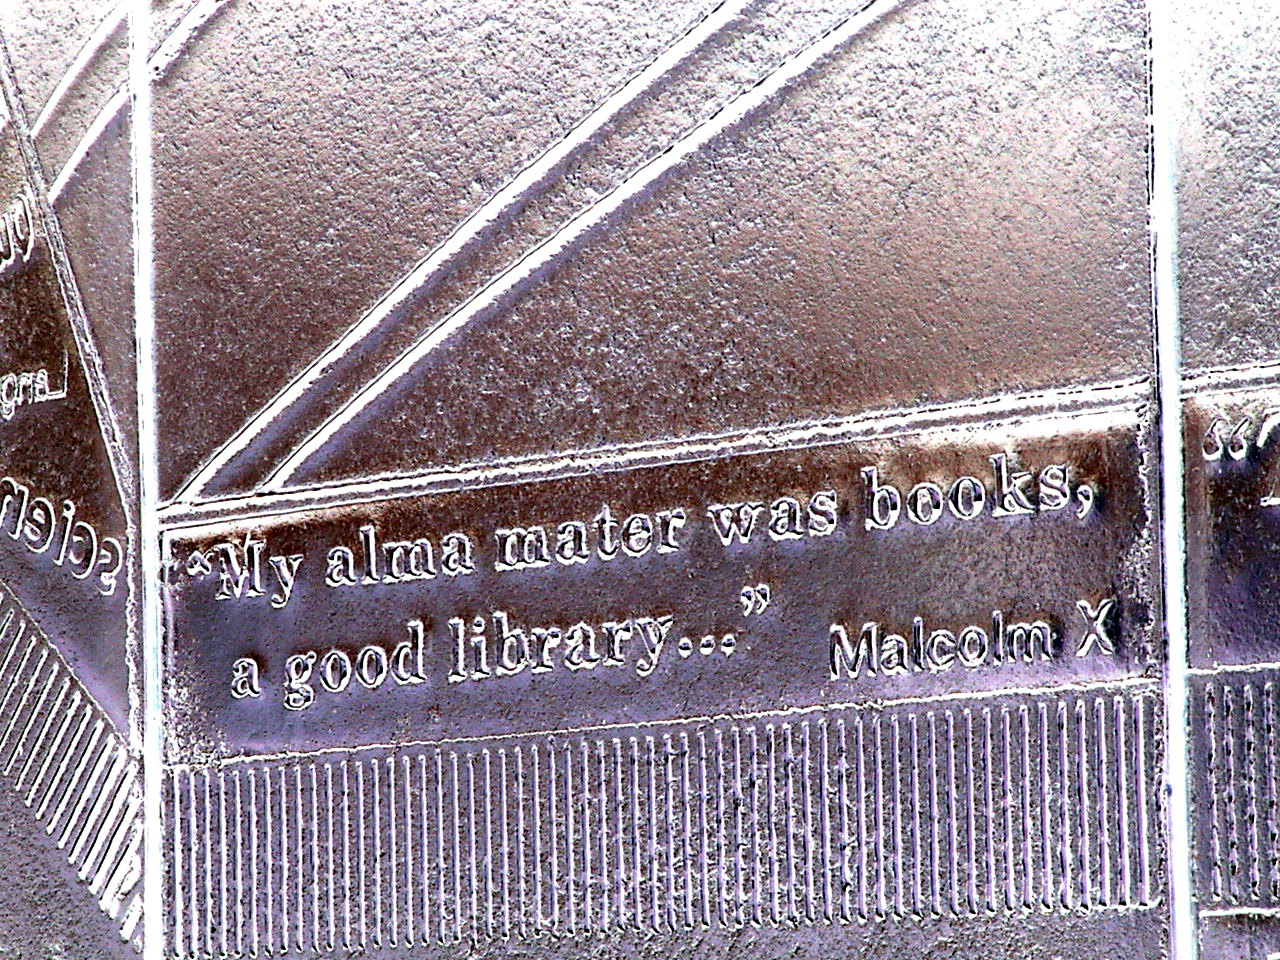 “My alma mater was books,
a good library...”
Malcolm X